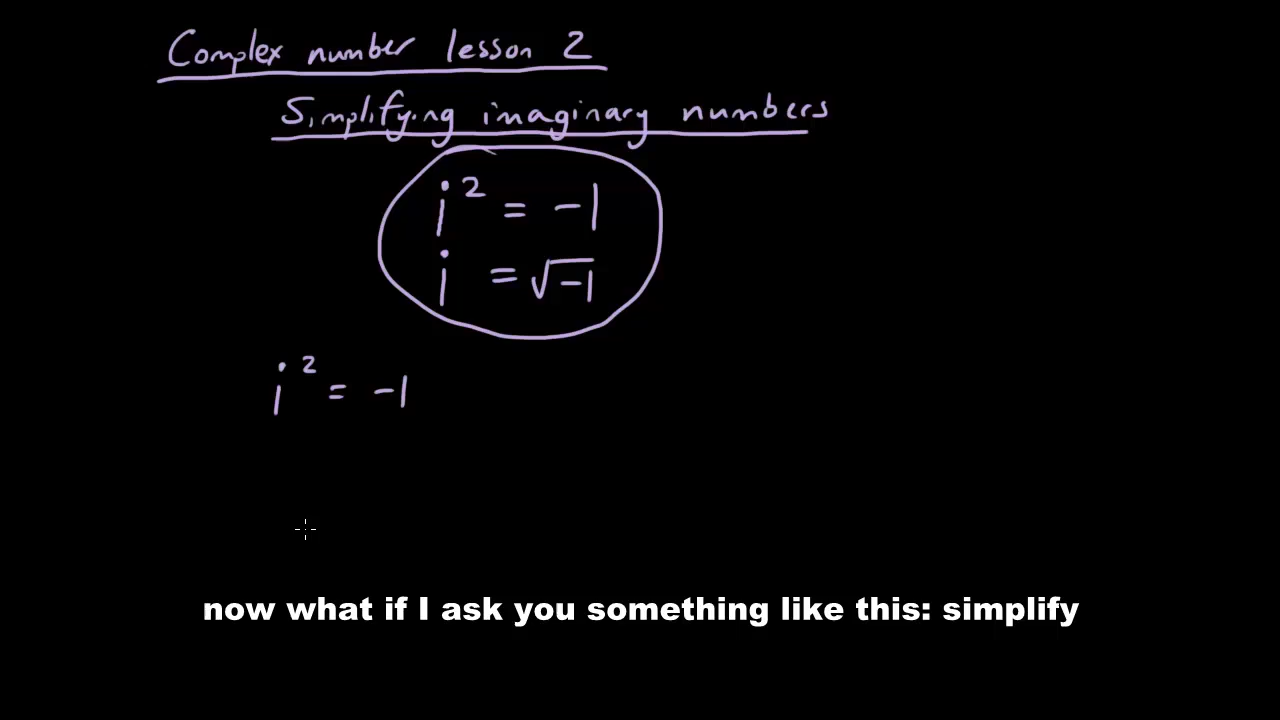 Complex number lesson 2
Simplifying imaginary numbers
i² = -1
i = √-1
i² = -1
now what if I ask you something like this: simplify